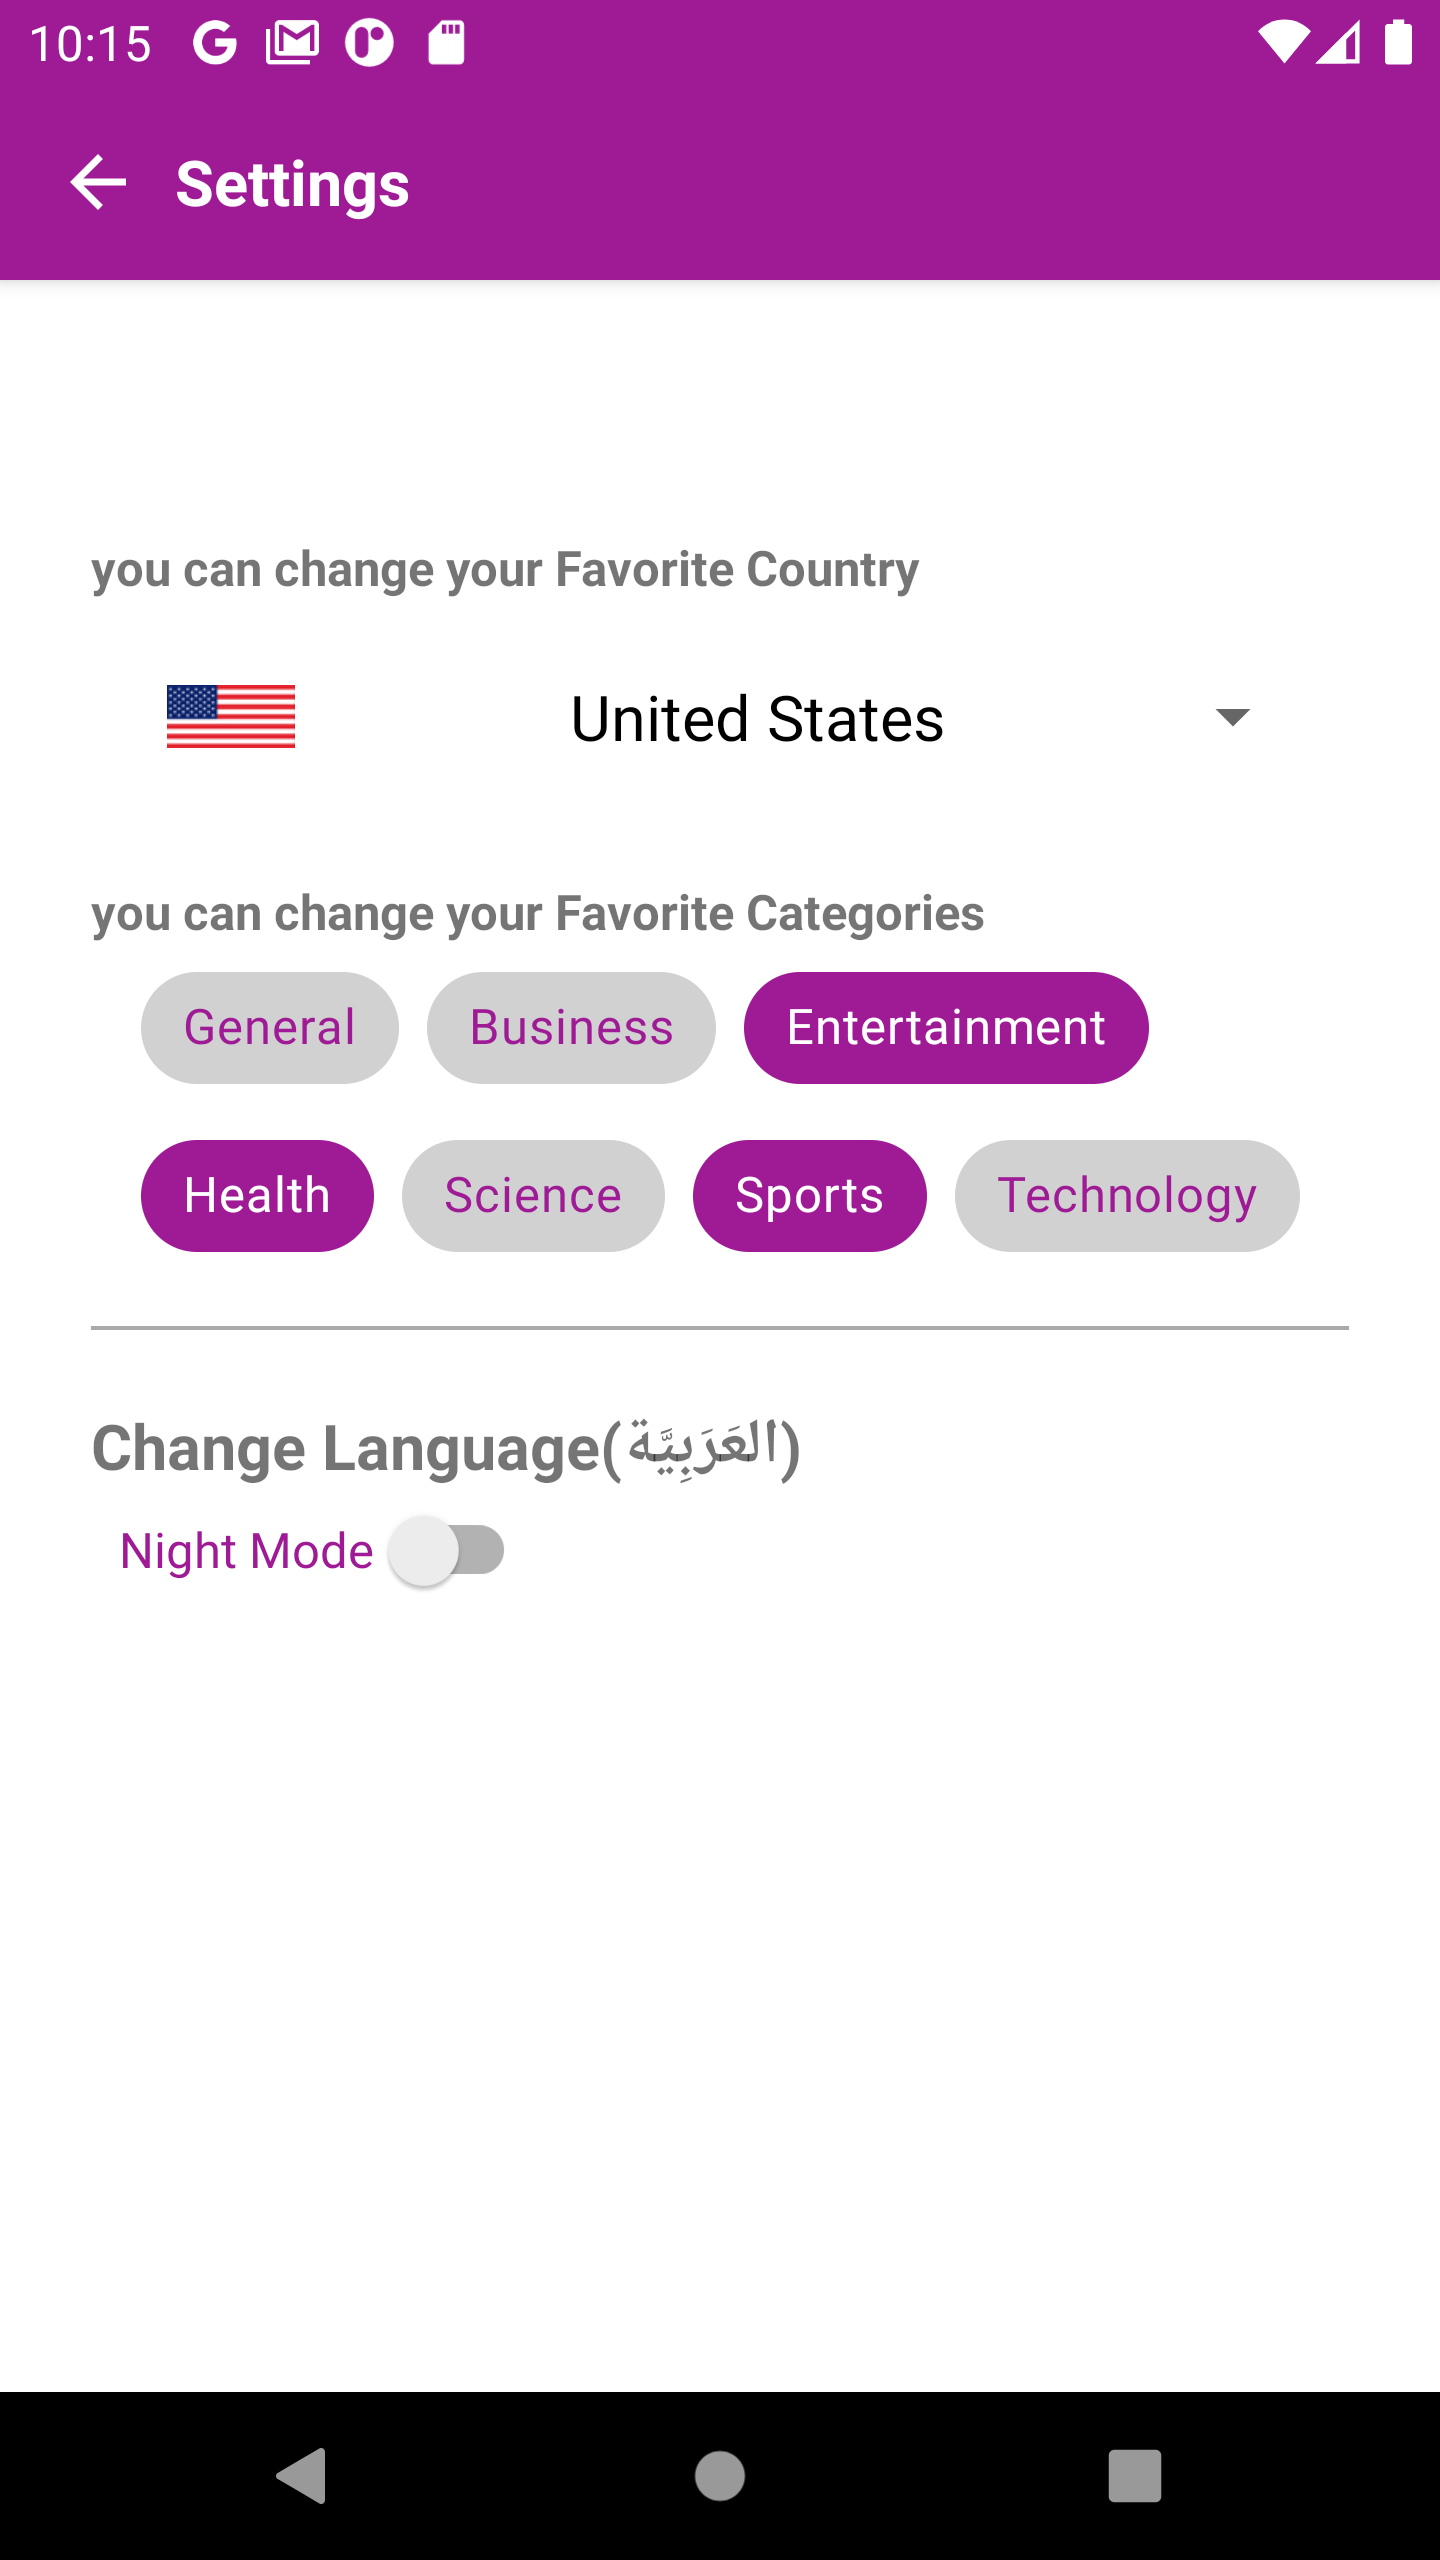 10:15
Settings
you can change your Favorite Country
United States
you can change your Favorite Categories
General Business Entertainment
Health Science Sports Technology
Change Language(العَرَبِيَّة)
Night Mode